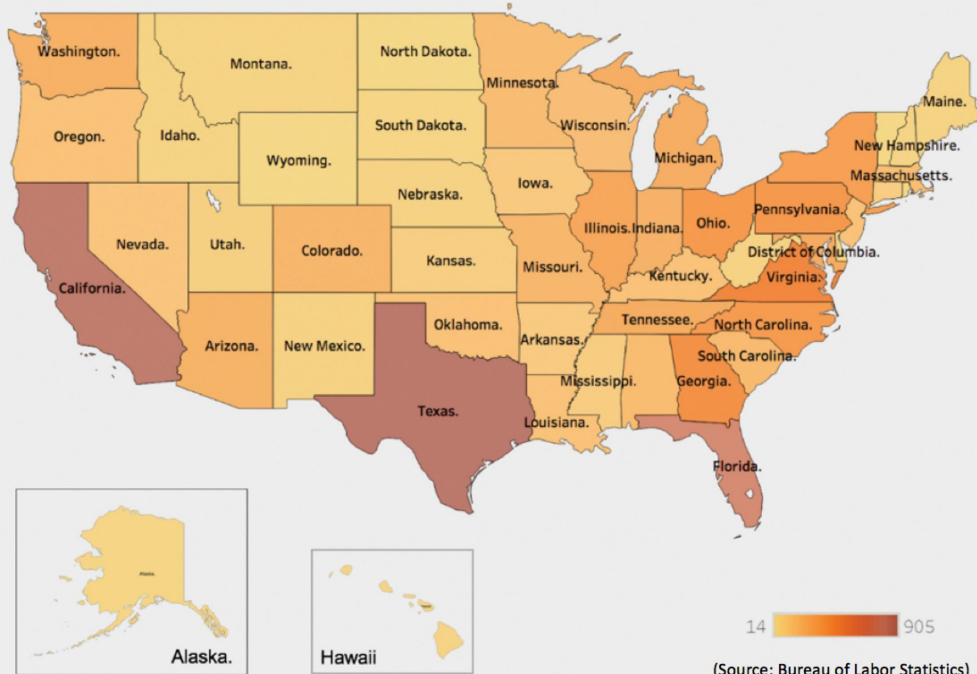 Washington.
Montana.
North Dakota.
Minnesota.
Maine.
Oregon.
Idaho.
South Dakota.
Wisconsin.
New Hampshire.
Wyoming.
Michigan.
Massachusetts.
Iowa.
Nebraska.
Pennsylvania.
Nevada.
Utah.
Colorado.
Illinois.
Indiana.
Ohio.
District of Columbia.
Kansas.
Missouri.
Kentucky.
Virginia.
California.
Tennessee.
North Carolina.
Arizona.
New Mexico.
Oklahoma.
Arkansas.
South Carolina.
Mississippi.
Georgia.
Texas.
Louisiana.
Florida.
Alaska.
Alaska.
Hawaii
14
905
(Source: Bureau of Labor Statistics)